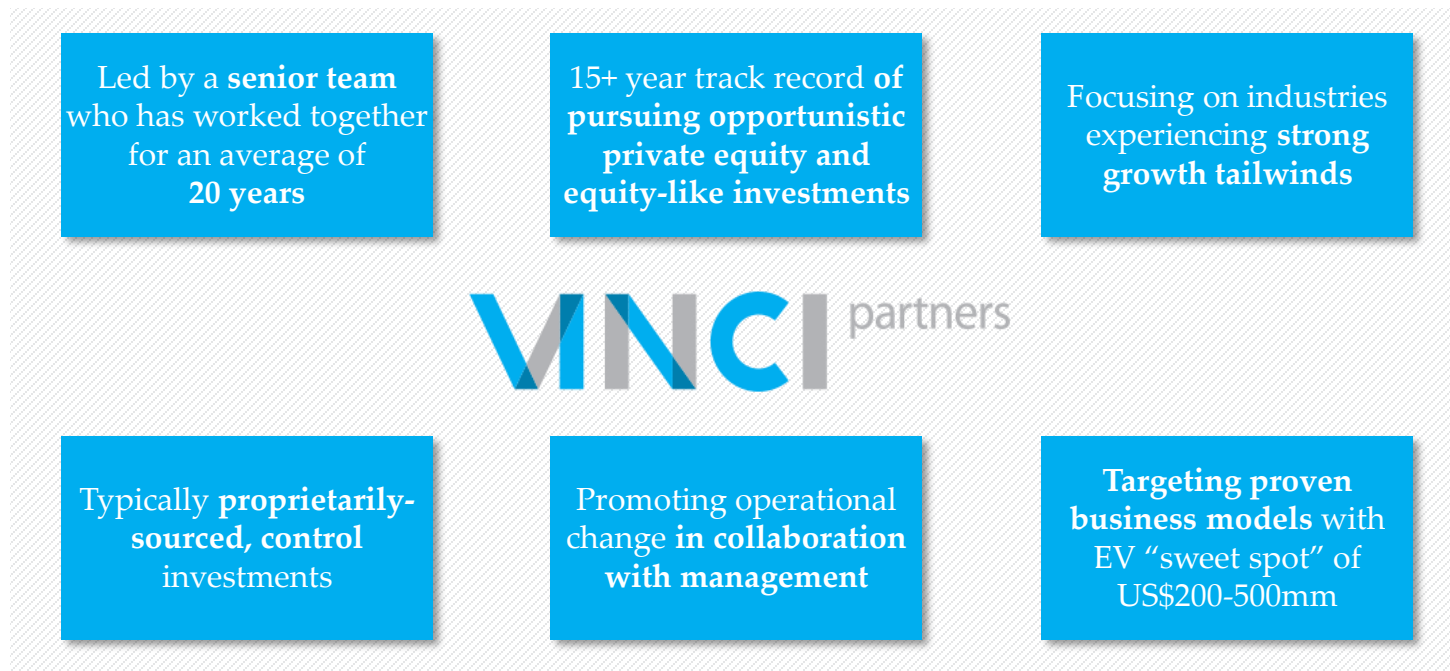 Led by a senior team
who has worked together
for an average of
20 years
15+ year track record of
pursuing opportunistic
private equity and
equity-like investments
Focusing on industries
experiencing strong
growth tailwinds
VINCI partners
Typically proprietarily-
sourced, control
investments
Promoting operational
change in collaboration
with management
Targeting proven
business models with
EV “sweet spot” of
US$200-500mm